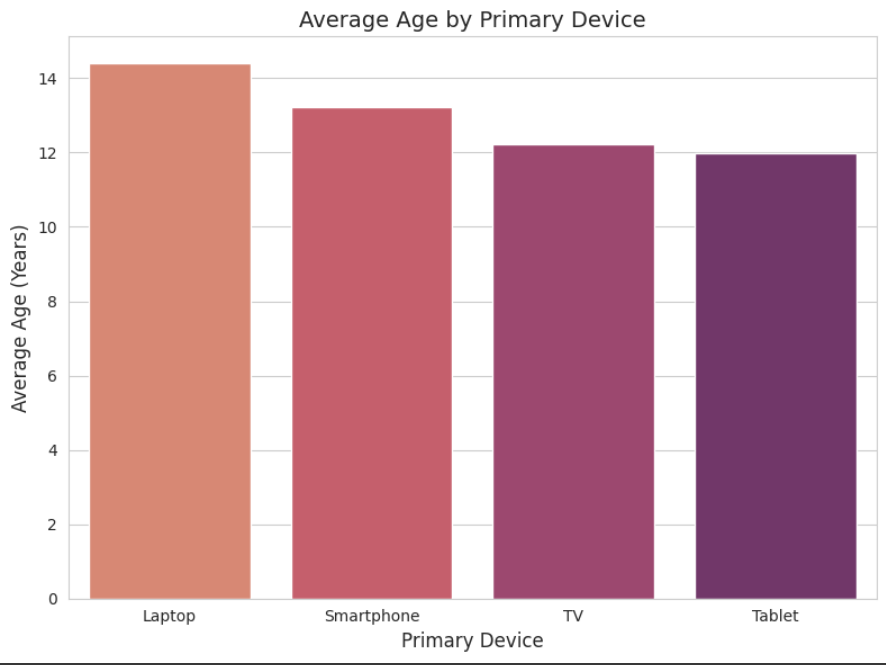 Average Age by Primary Device
Average Age (Years)
14
12
10
8
6
4
2
0
Laptop Smartphone TV Tablet
Primary Device